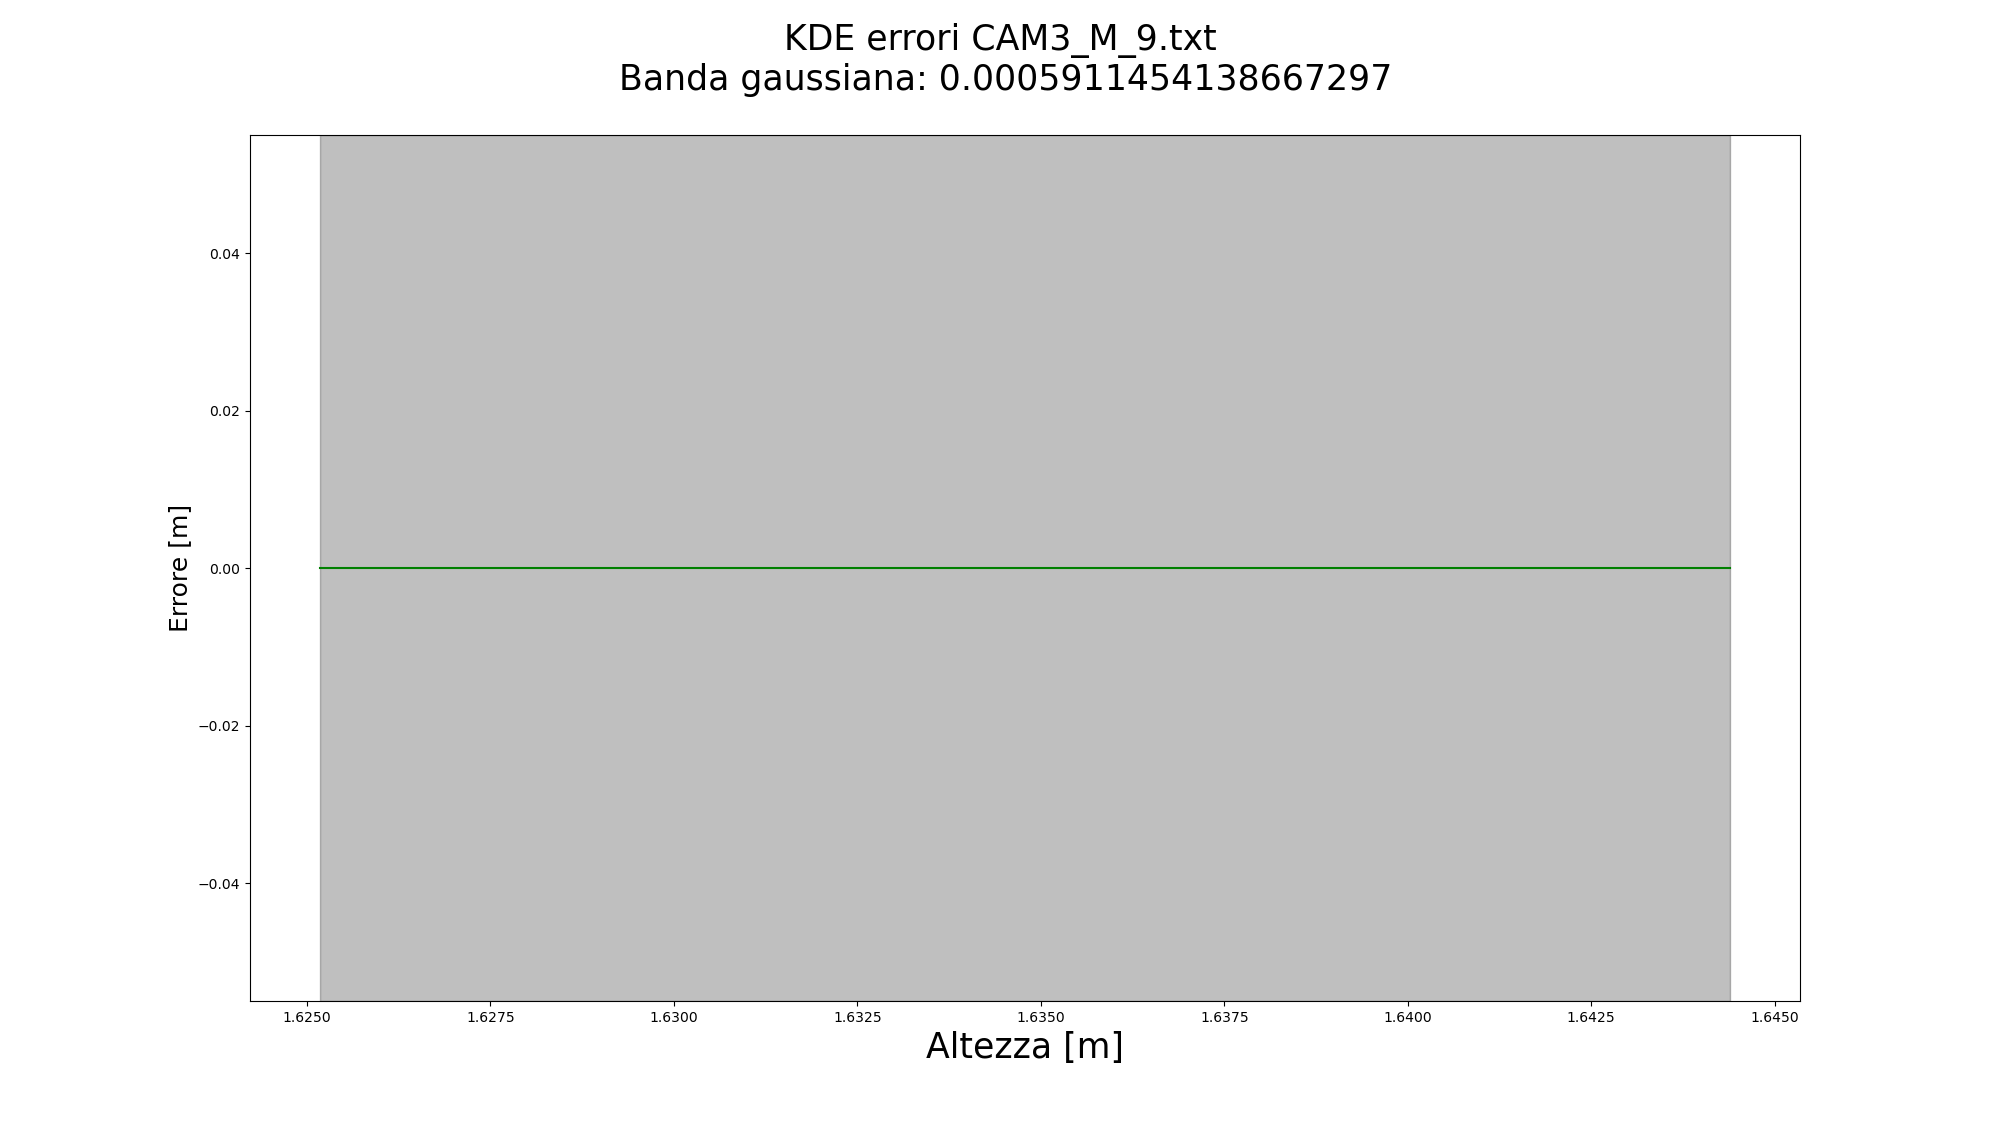 KDE errori CAM3_M_9.txt
Banda gaussiana: 0.0005911454138667297
0.04
0.02
0.00
−0.02
−0.04
Errore [m]
1.6250 1.6275 1.6300 1.6325 1.6350 1.6375 1.6400 1.6425 1.6450
Altezza [m]